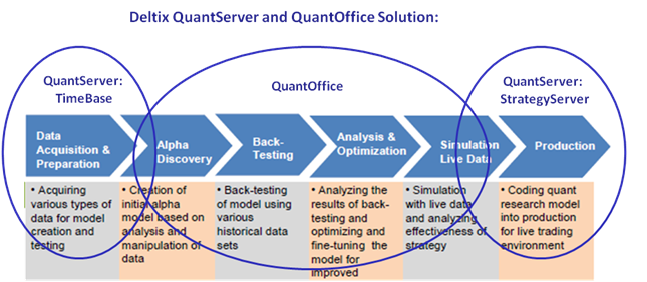 Deltix QuantServer and QuantOffice Solution:
QuantServer:
TimeBase
QuantOffice
QuantServer:
StrategyServer
Data
Acquisition &
Preparation
Alpha
Discovery
Back-
Testing
Analysis &
Optimization
Simulation
Live Data
Production
• Acquiring
various types of
data for model
creation and
testing
• Creation of
initial alpha
model based on
analysis and
manipulation of
data
• Back-testing
of model using
various
historical data
sets
• Analyzing the
results of back-
testing and
optimizing and
fine-tuning the
model for
improved
• Simulation
with live data
and analyzing
effectiveness of
strategy
• Coding quant
research model
into production
for live trading
environment